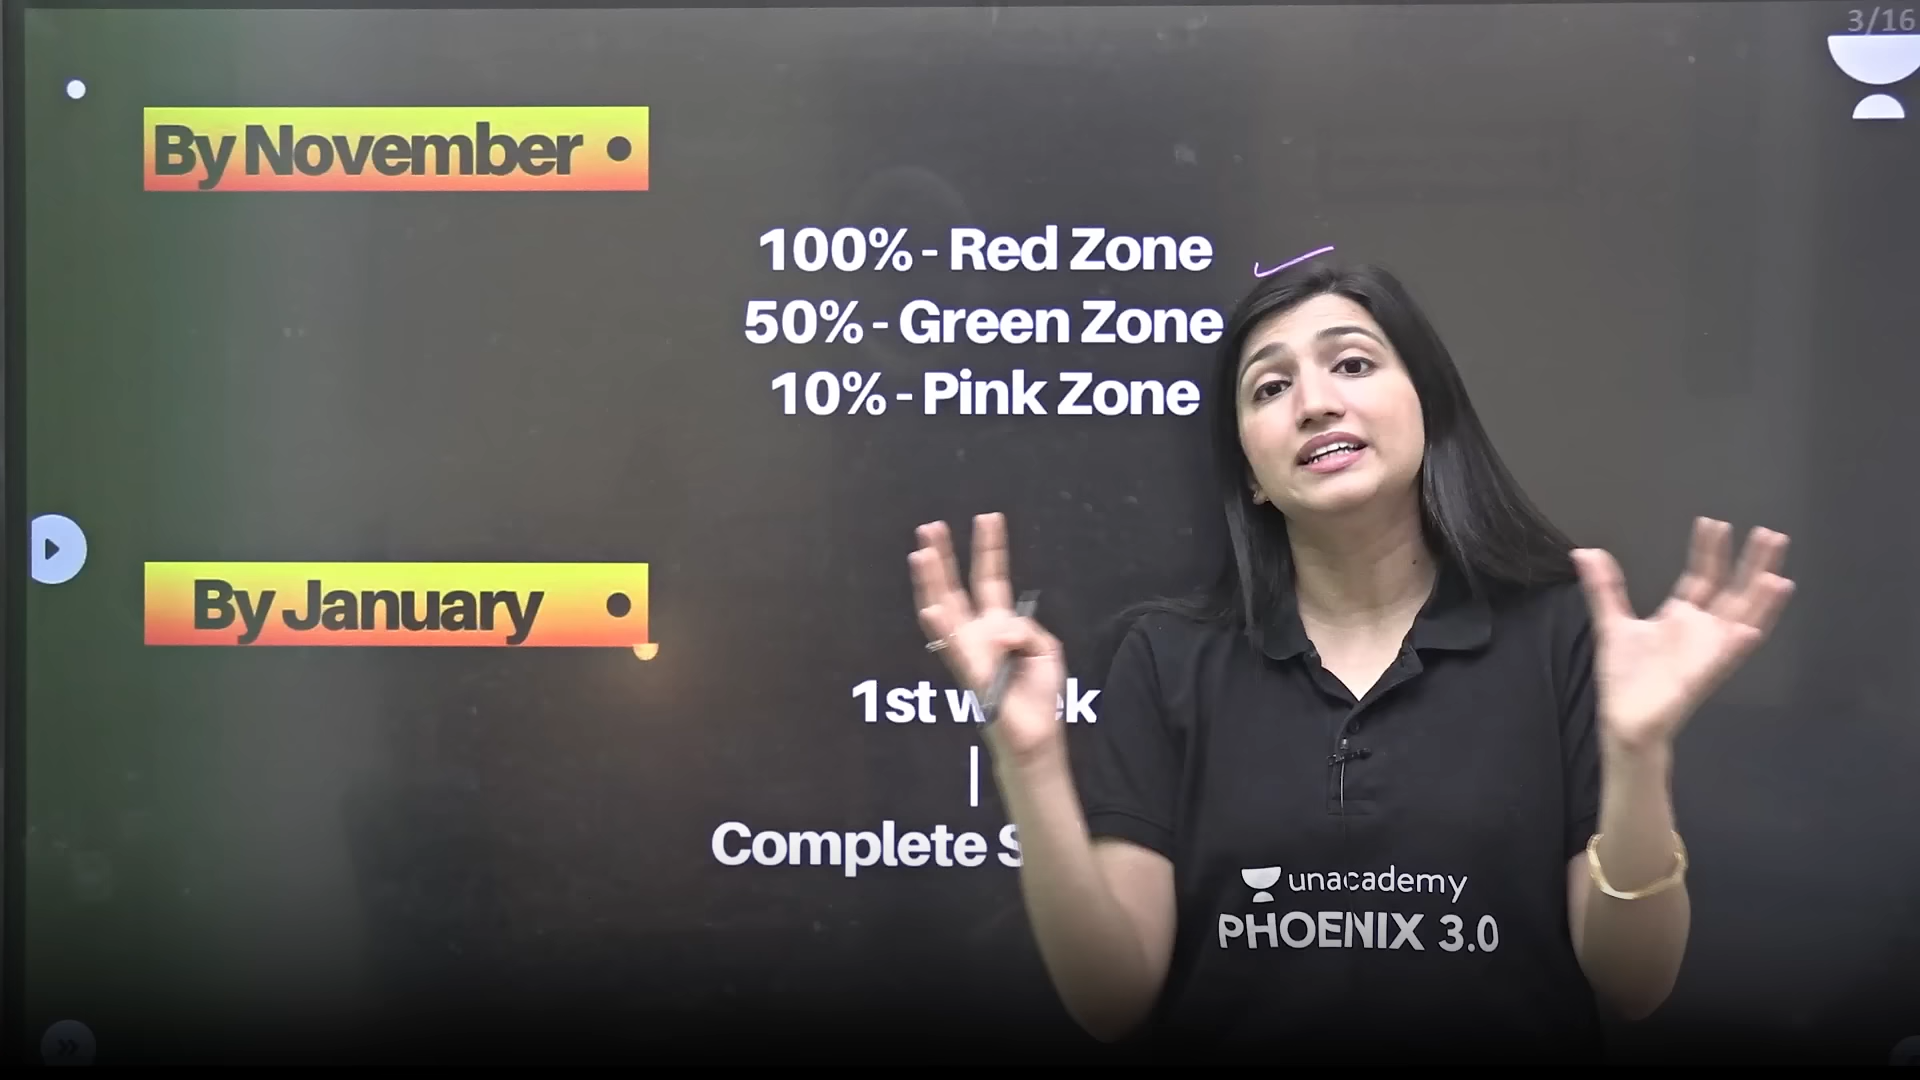 3/16
By November •
100% - Red Zone
50% - Green Zone
10% - Pink Zone
By January •
1st
Complete
unacademy
PHOENIX 3.0